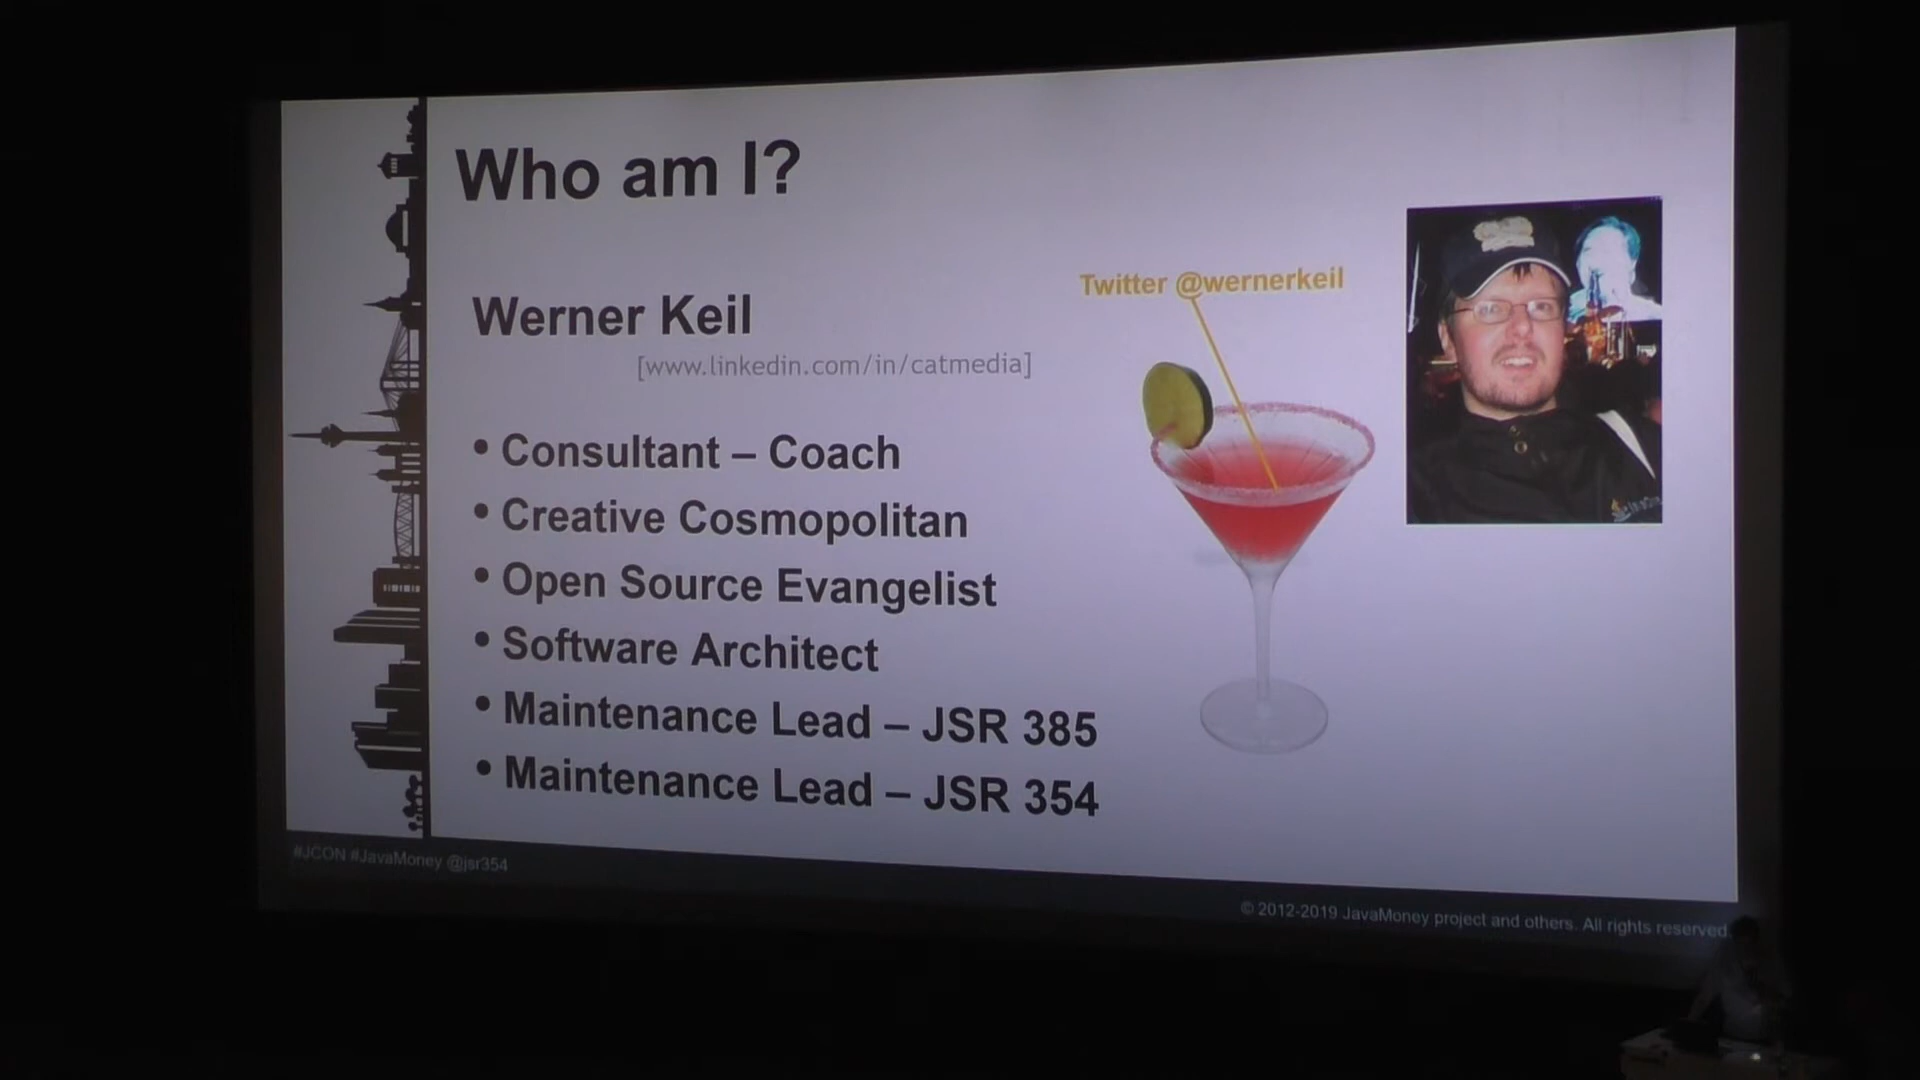 Who am I?
Twitter @wernerkeil
Werner Keil
[www.linkedin.com/in/catmedia]
• Consultant – Coach
• Creative Cosmopolitan
• Open Source Evangelist
• Software Architect
• Maintenance Lead – JSR 385
• Maintenance Lead – JSR 354
#JCON #JavaMoney @jsr354
© 2012-2019 JavaMoney project and others. All rights reserved.